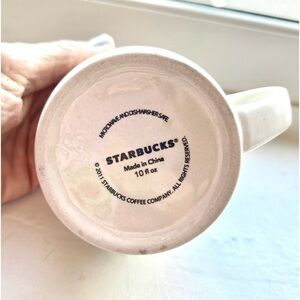 MICROWAVE AND DISHWASHER SAFE.
STARBUCKS®
Made in China
10 fl oz
© 2011 STARBUCKS COFFEE COMPANY. ALL RIGHTS RESERVED.